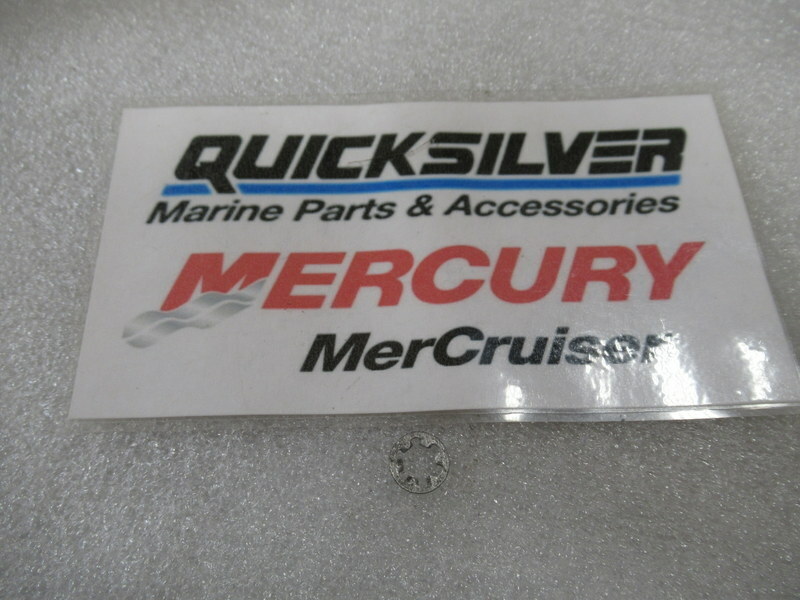 QUICKSILVER
Marine Parts & Accessories
MERCURY
MerCruiser